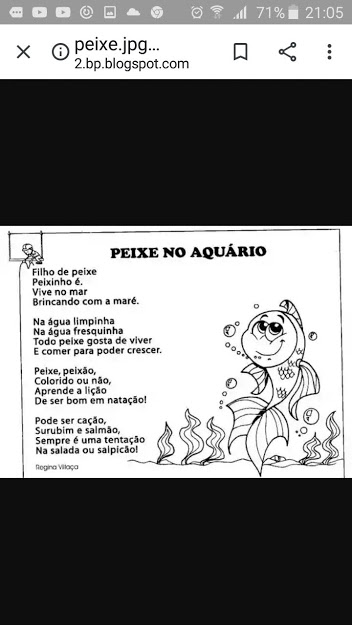 71% 21:05
peixe.jpg...
2.bp.blogspot.com
PEIXE NO AQUÁRIO
Filho de peixe
Peixinho é.
Vive no mar
Brincando com a maré.
Na água limpinha
Na água fresquinha
Todo peixe gosta de viver
E comer para poder crescer.
Peixe, peixão,
Colorido ou não,
Aprende a lição
De ser bom em natação!
Pode ser cação,
Surubim e salmão,
Sempre é uma tentação
Na salada ou salpicão!
Regina Villaça